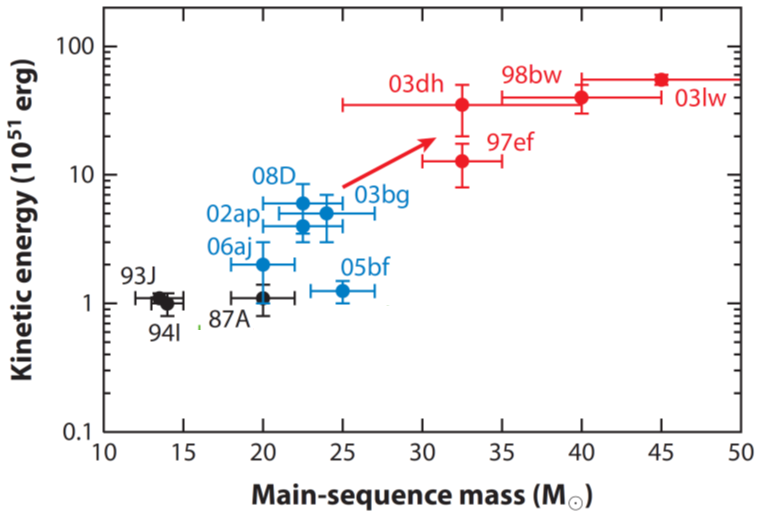 100
10
1
0.1
Kinetic energy (10⁵¹ erg)
03dh
98bw
03lw
97ef
08D
03bg
02ap
06aj
05bf
93J
94I
87A
10 15 20 25 30 35 40 45 50
Main-sequence mass (M☉)